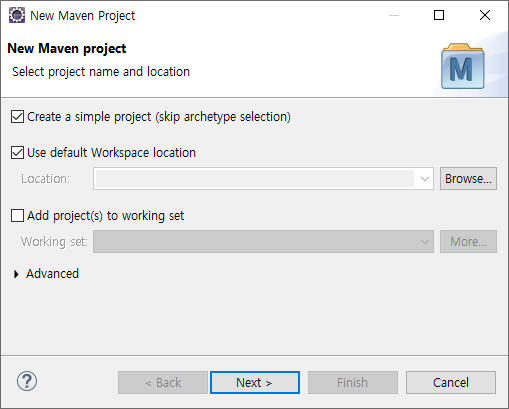 New Maven Project
New Maven project
Select project name and location
M
Create a simple project (skip archetype selection)
Use default Workspace location
Location:
Browse...
Add project(s) to working set
Working set:
More...
Advanced
?
< Back
Next >
Finish
Cancel